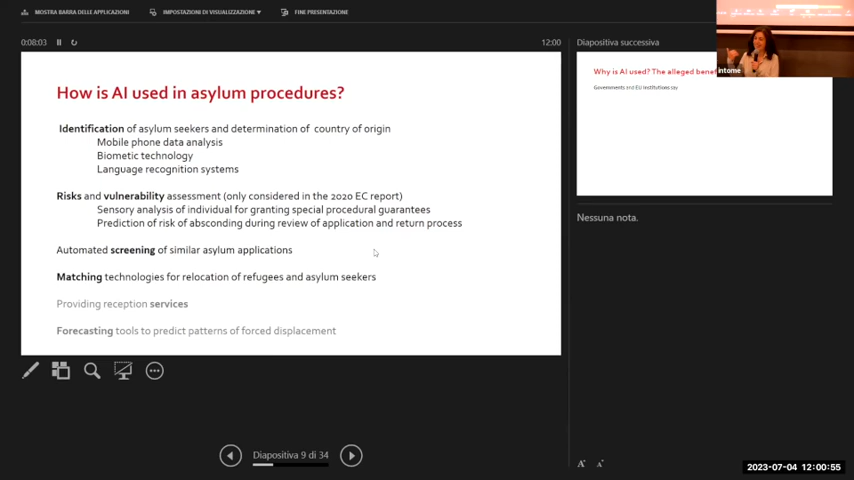 MOSTRA BARRA DELLE APPLICAZIONI
IMPOSTAZIONI DI VISUALIZZAZIONE ▾
FINE PRESENTAZIONE
0:08:03
12:00
How is AI used in asylum procedures?
Identification of asylum seekers and determination of country of origin
Mobile phone data analysis
Biometic technology
Language recognition systems
Risks and vulnerability assessment (only considered in the 2020 EC report)
Sensory analysis of individual for granting special procedural guarantees
Prediction of risk of absconding during review of application and return process
Automated screening of similar asylum applications
Matching technologies for relocation of refugees and asylum seekers
Providing reception services
Forecasting tools to predict patterns of forced displacement
Diapositiva 9 di 34
Diapositiva successiva
Why is AI used? The alleged
Governments and EU institutions say
Nessuna nota.
A A
intome
2023-07-04 12:00:55